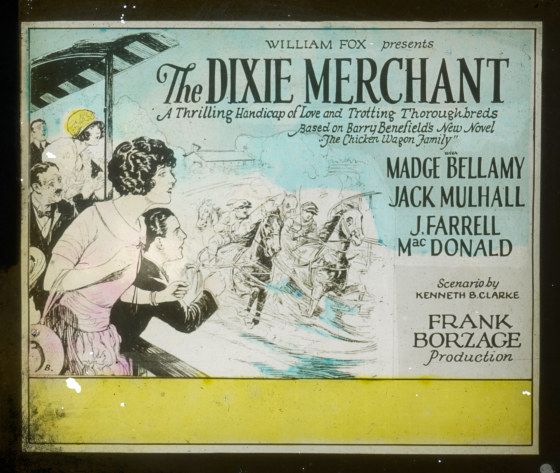 WILLIAM FOX presents
The DIXIE MERCHANT
A Thrilling Handicap of Love and Trotting Thoroughbreds
Based on Barry Benefield's New Novel
"The Chicken Wagon Family"
WITH
MADGE BELLAMY
JACK MULHALL
J. FARRELL
MacDONALD
Scenario by
KENNETH B. CLARKE
FRANK
BORZAGE
Production
8.